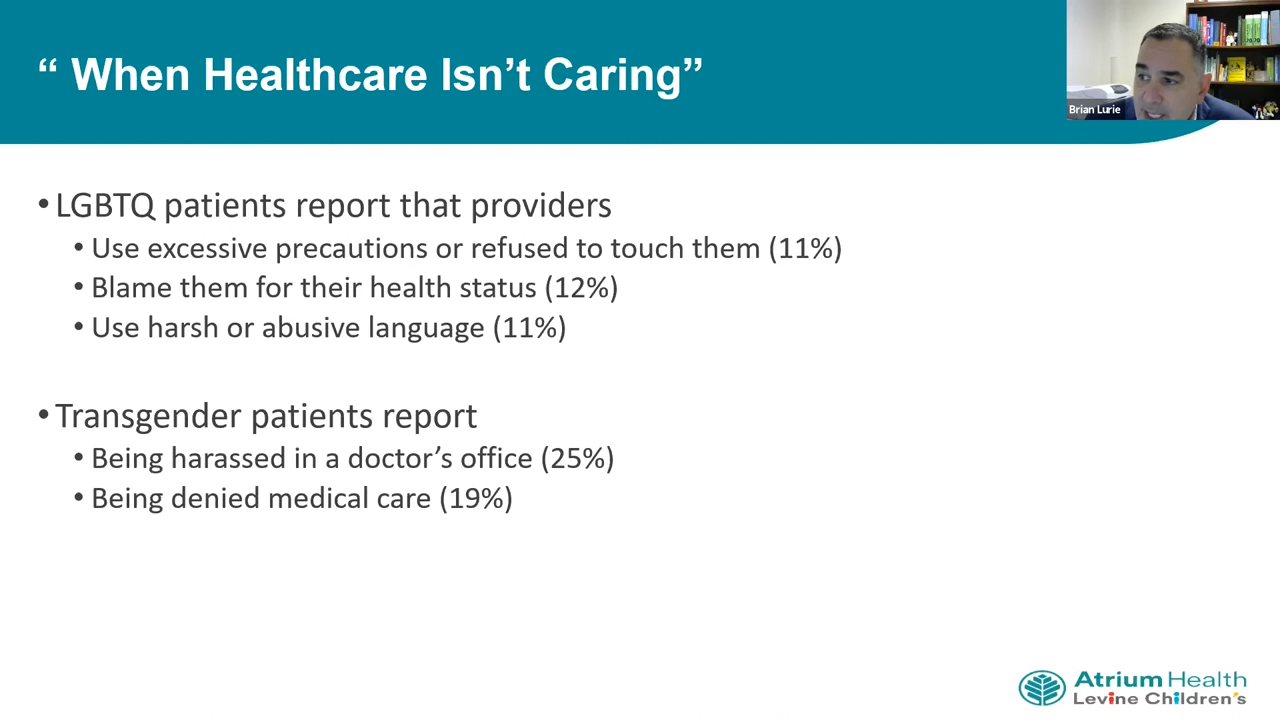 “ When Healthcare Isn’t Caring”
Brian Lurie
• LGBTQ patients report that providers
• Use excessive precautions or refused to touch them (11%)
• Blame them for their health status (12%)
• Use harsh or abusive language (11%)
• Transgender patients report
• Being harassed in a doctor’s office (25%)
• Being denied medical care (19%)
Atrium Health
Levine Children’s